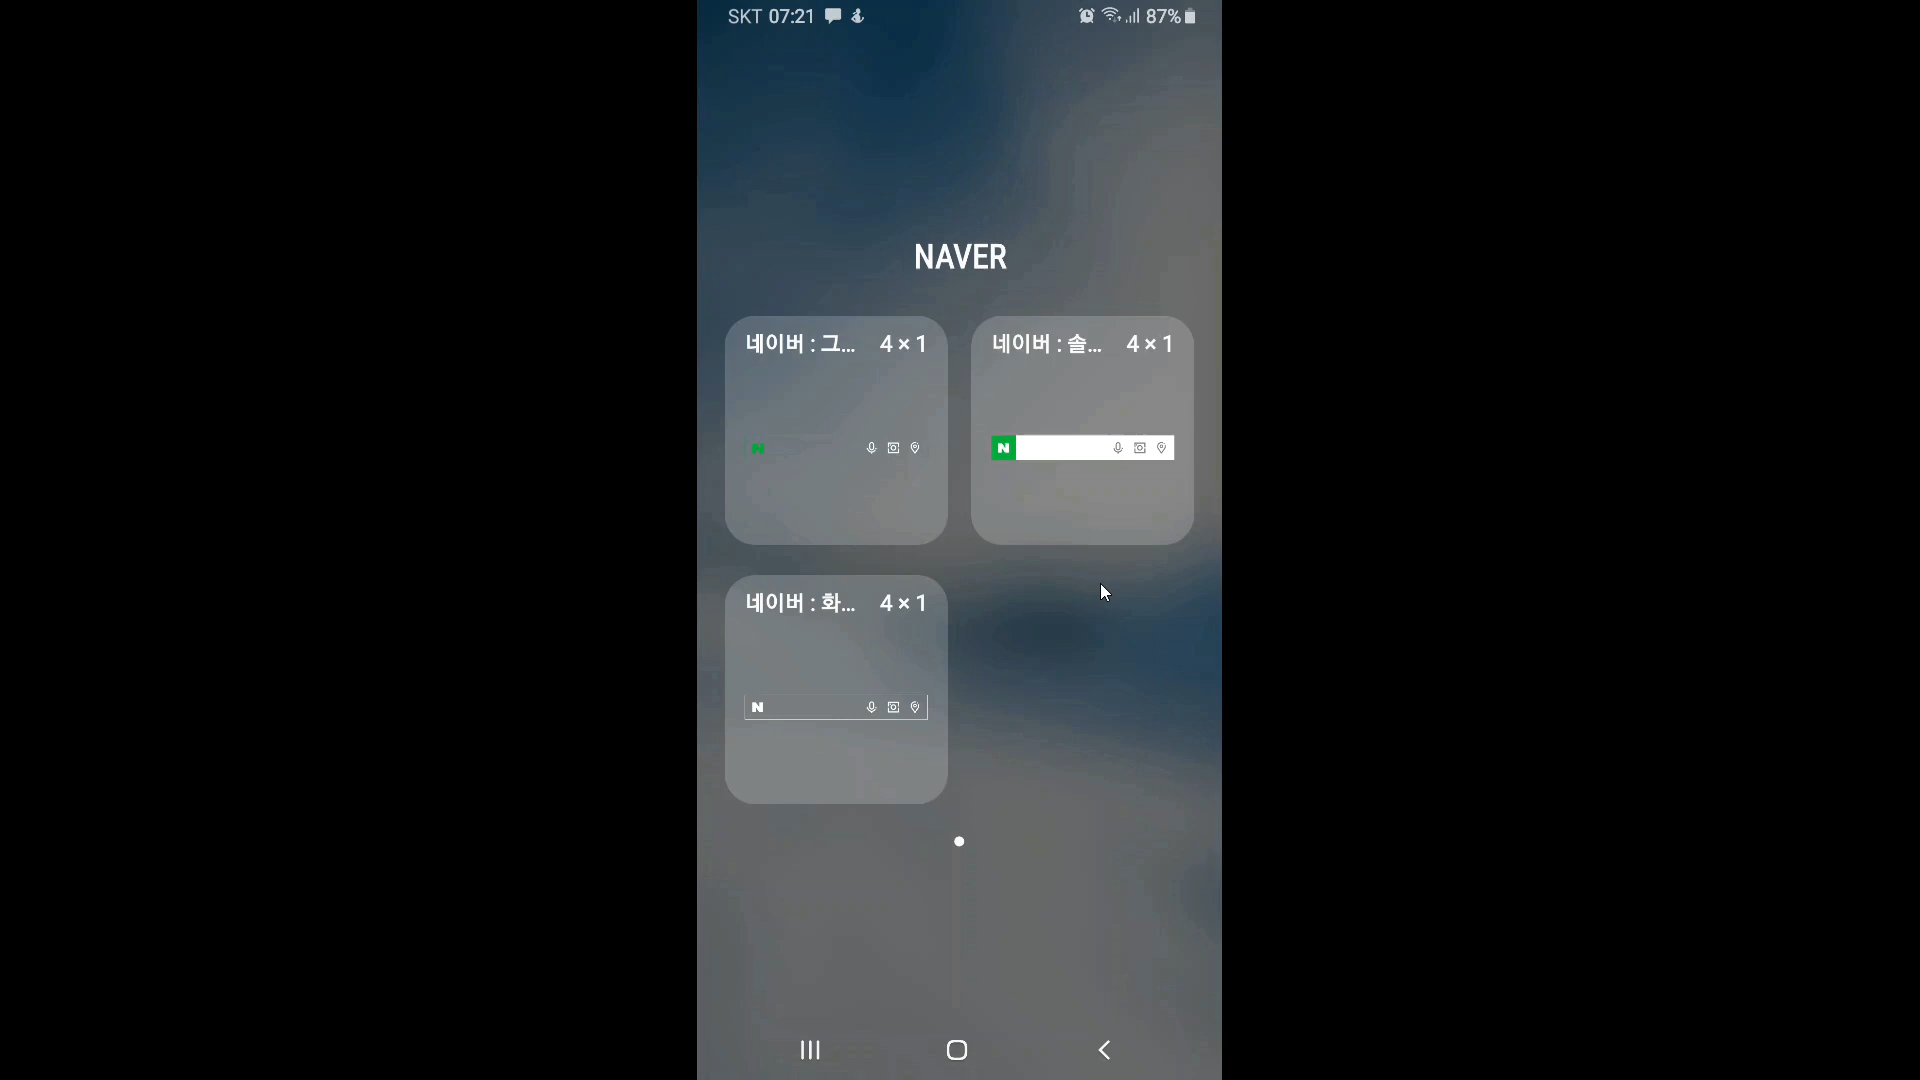 SKT 07:21
87%
NAVER
네이버 : 그... 4 × 1
네이버 : 솔... 4 × 1
N
N
네이버 : 화... 4 × 1
N